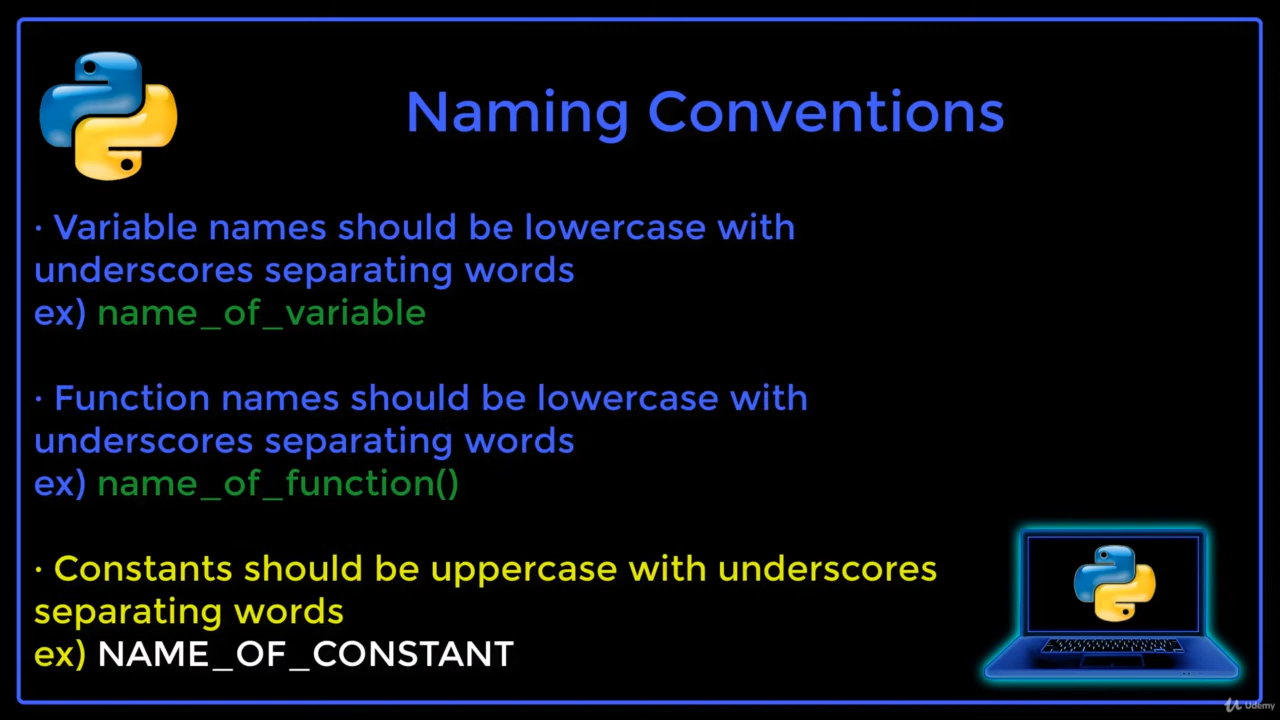 Naming Conventions
· Variable names should be lowercase with
underscores separating words
ex) name_of_variable
· Function names should be lowercase with
underscores separating words
ex) name_of_function()
· Constants should be uppercase with underscores
separating words
ex) NAME_OF_CONSTANT
Udemy